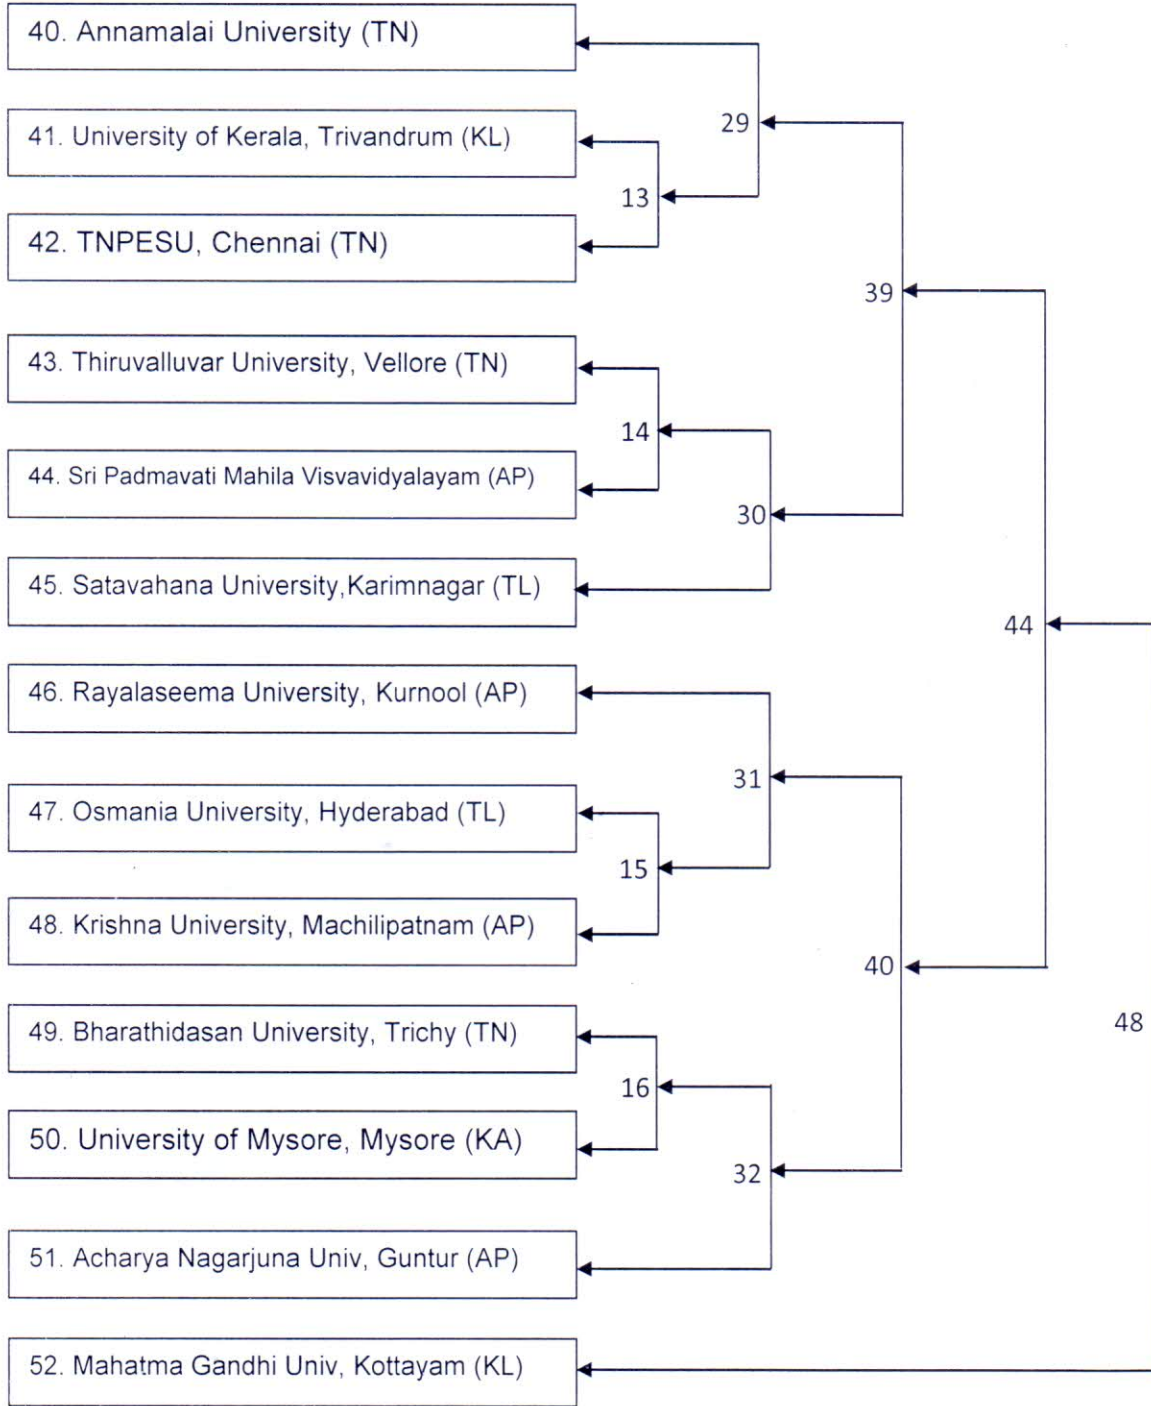 40. Annamalai University (TN)
29
41. University of Kerala, Trivandrum (KL)
13
42. TNPESU, Chennai (TN)
39
43. Thiruvalluvar University, Vellore (TN)
14
44. Sri Padmavati Mahila Visvavidyalayam (AP)
30
45. Satavahana University,Karimnagar (TL)
44
46. Rayalaseema University, Kurnool (AP)
31
47. Osmania University, Hyderabad (TL)
15
48. Krishna University, Machilipatnam (AP)
40
48
49. Bharathidasan University, Trichy (TN)
16
50. University of Mysore, Mysore (KA)
32
51. Acharya Nagarjuna Univ, Guntur (AP)
52. Mahatma Gandhi Univ, Kottayam (KL)